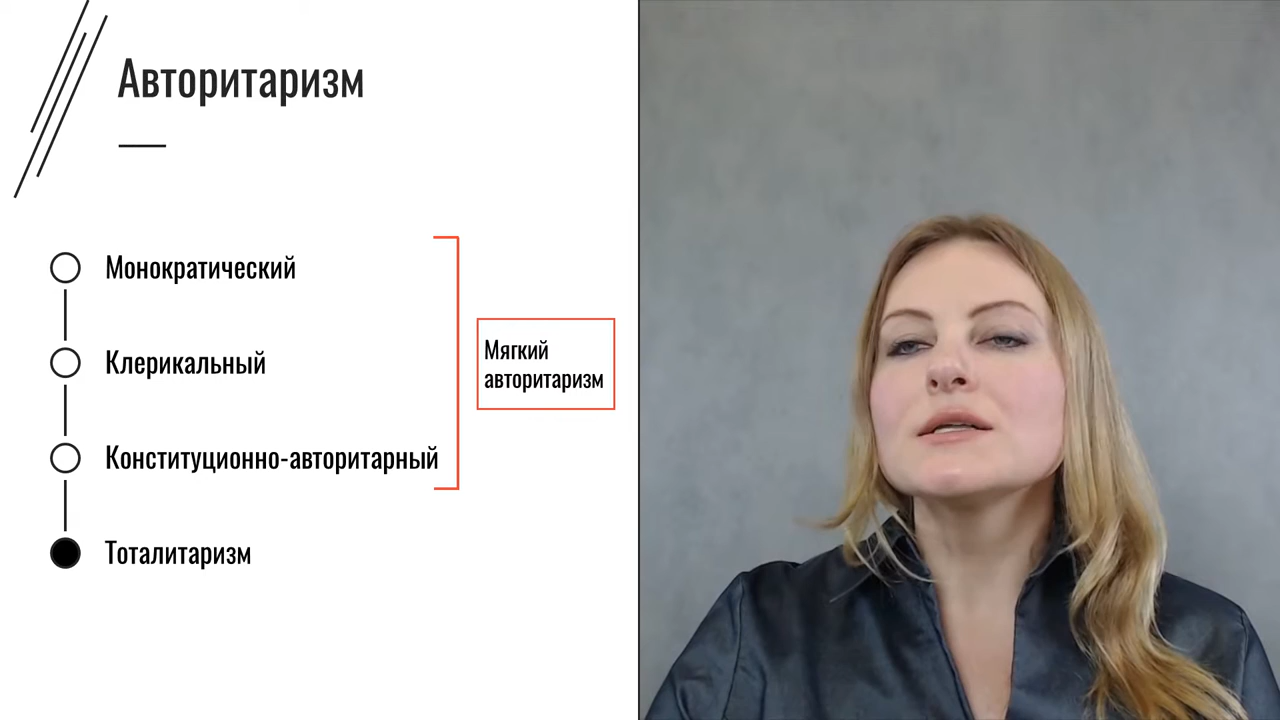 Авторитаризм
Монократический
Клерикальный
Конституционно-авторитарный
Тоталитаризм
Мягкий
авторитаризм